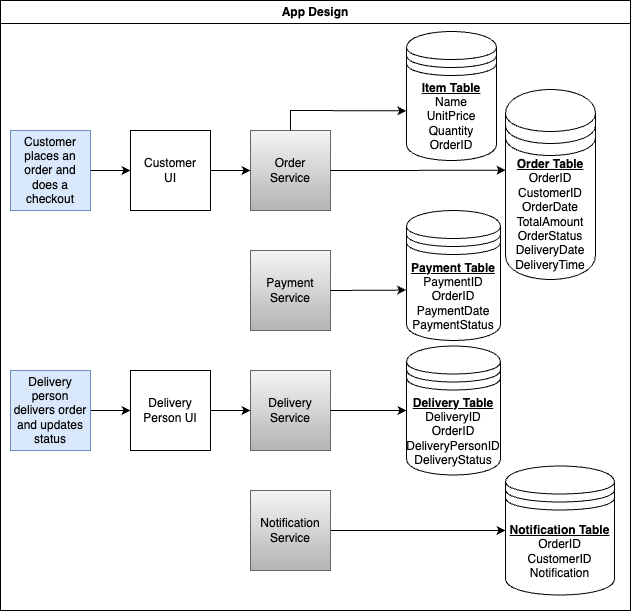 App Design
Customer
places an
order and
does a
checkout
Customer
UI
Order
Service
Item Table
Name
UnitPrice
Quantity
OrderID
Order Table
OrderID
CustomerID
OrderDate
TotalAmount
OrderStatus
DeliveryDate
DeliveryTime
Payment
Service
Payment Table
PaymentID
OrderID
PaymentDate
PaymentStatus
Delivery
person
delivers order
and updates
status
Delivery
Person UI
Delivery
Service
Delivery Table
DeliveryID
OrderID
DeliveryPersonID
DeliveryStatus
Notification
Service
Notification Table
OrderID
CustomerID
Notification